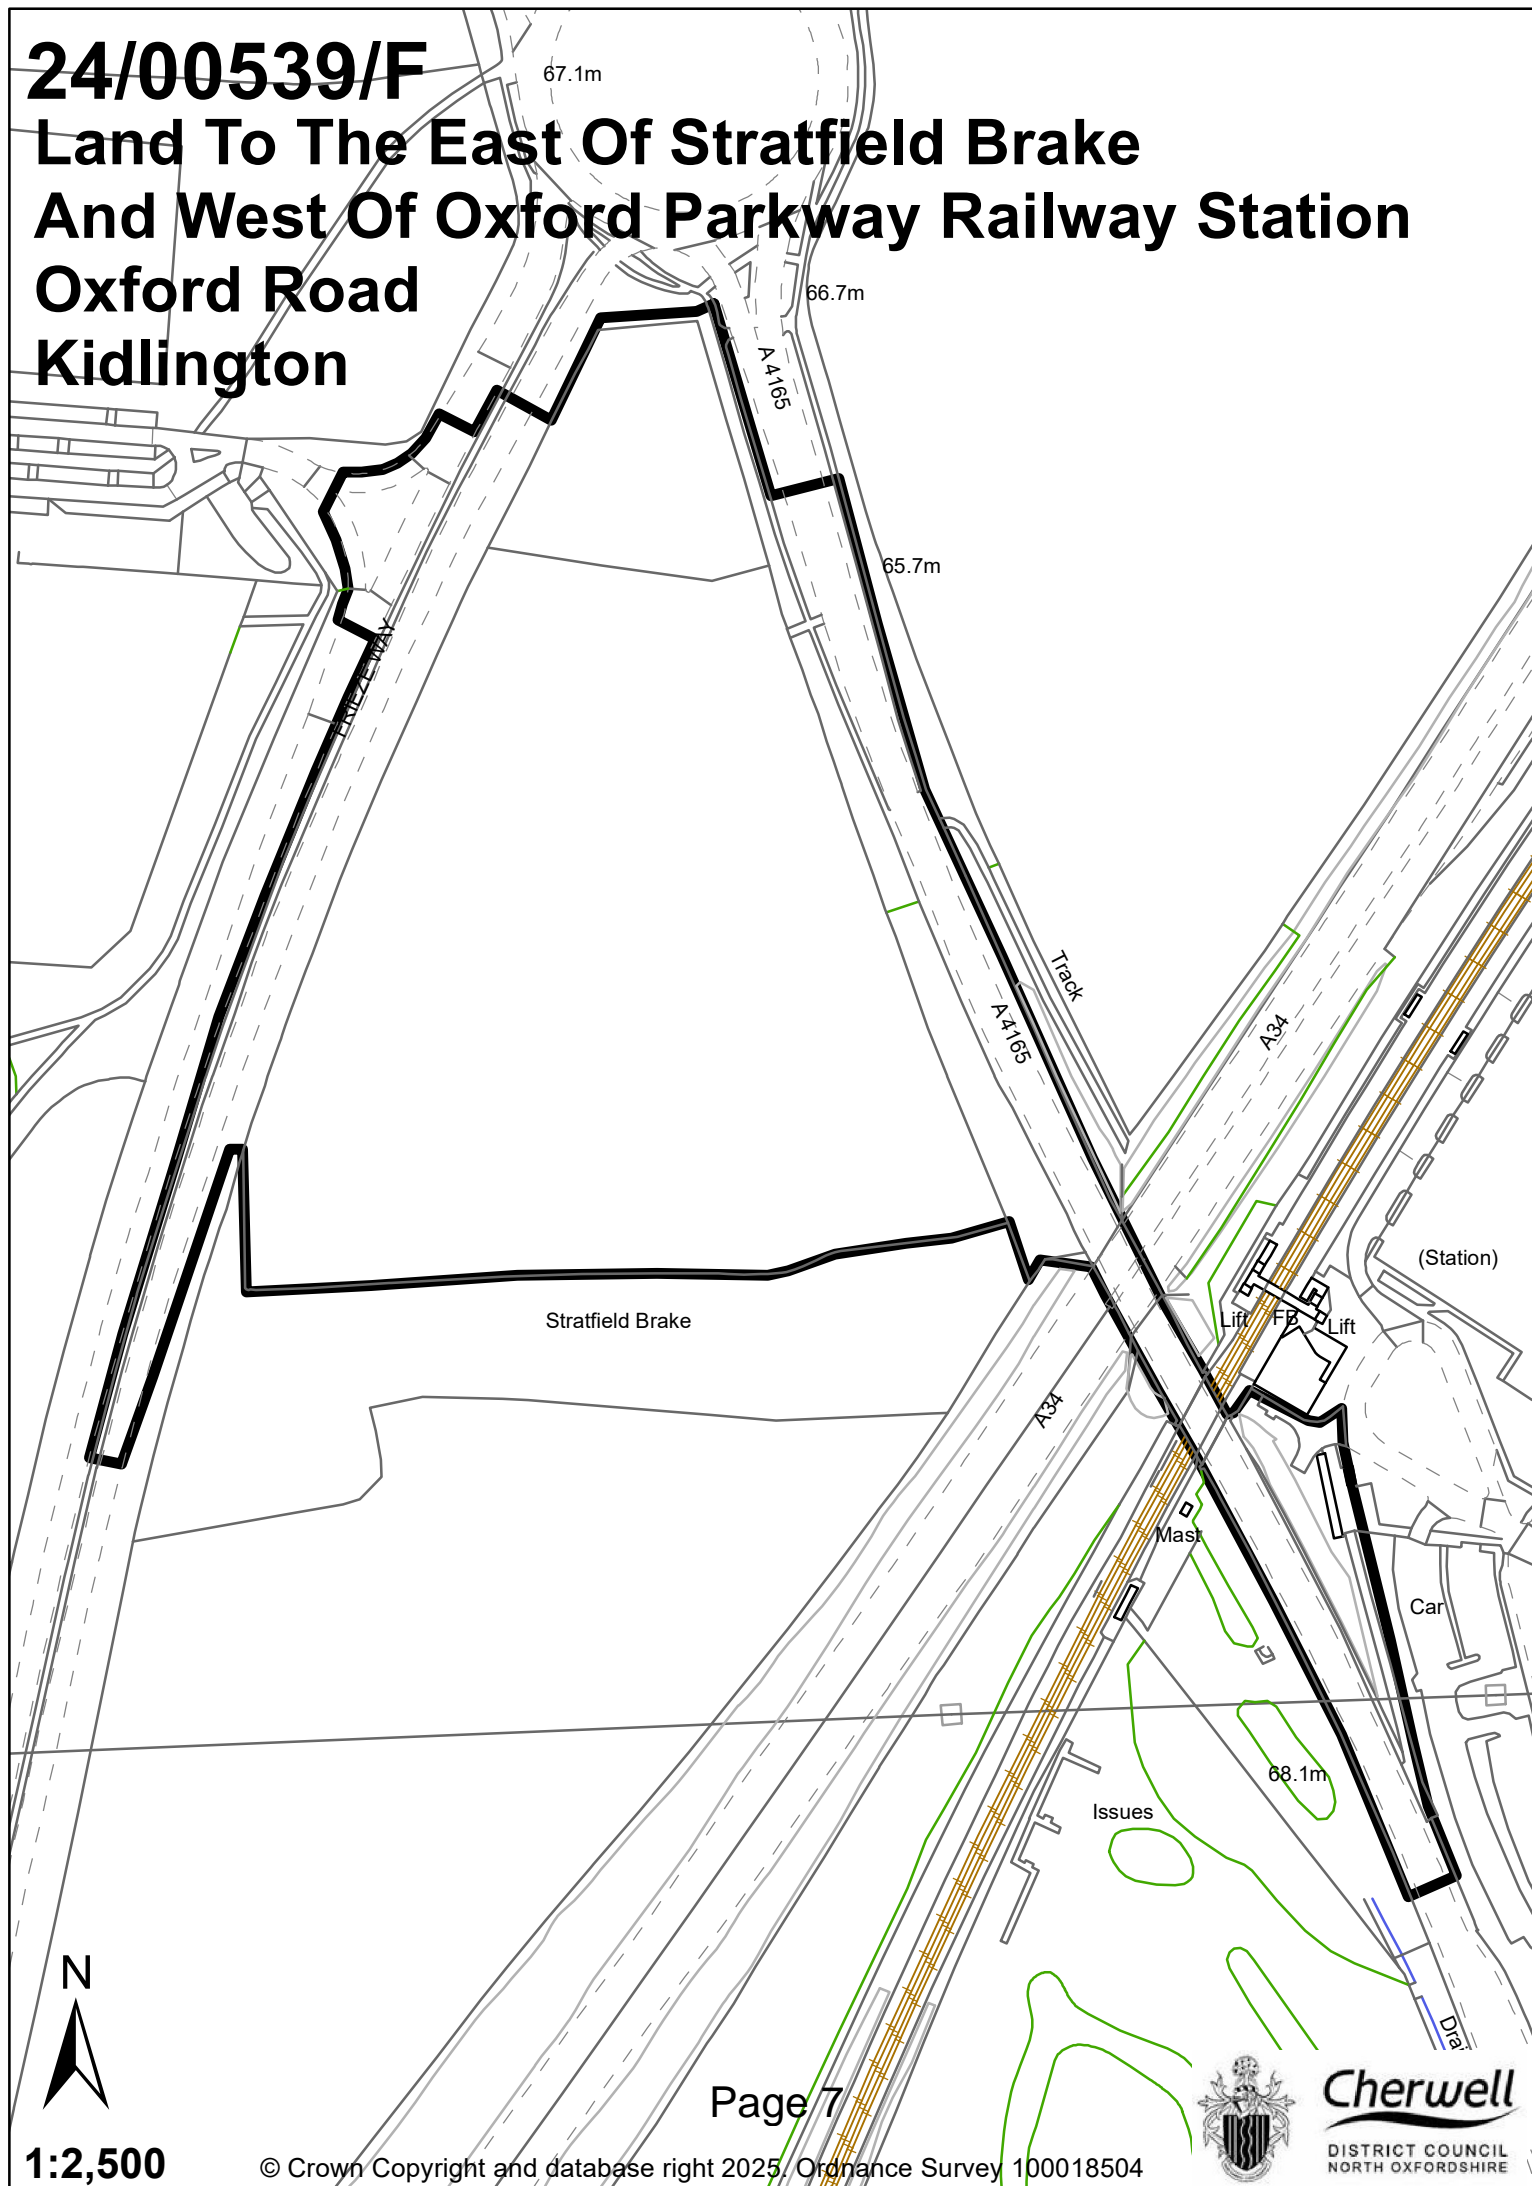 24/00539/F
Land To The East Of Stratfield Brake
And West Of Oxford Parkway Railway Station
Oxford Road
Kidlington
67.1m
66.7m
A 4165
65.7m
FRIEZE WAY
Track
A 4165
A34
(Station)
Lift
FB
Lift
Stratfield Brake
A34
Mast
Car
68.1m
Issues
N
Page 7
1:2,500
© Crown Copyright and database right 2025. Ordnance Survey 100018504
Cherwell
DISTRICT COUNCIL
NORTH OXFORDSHIRE